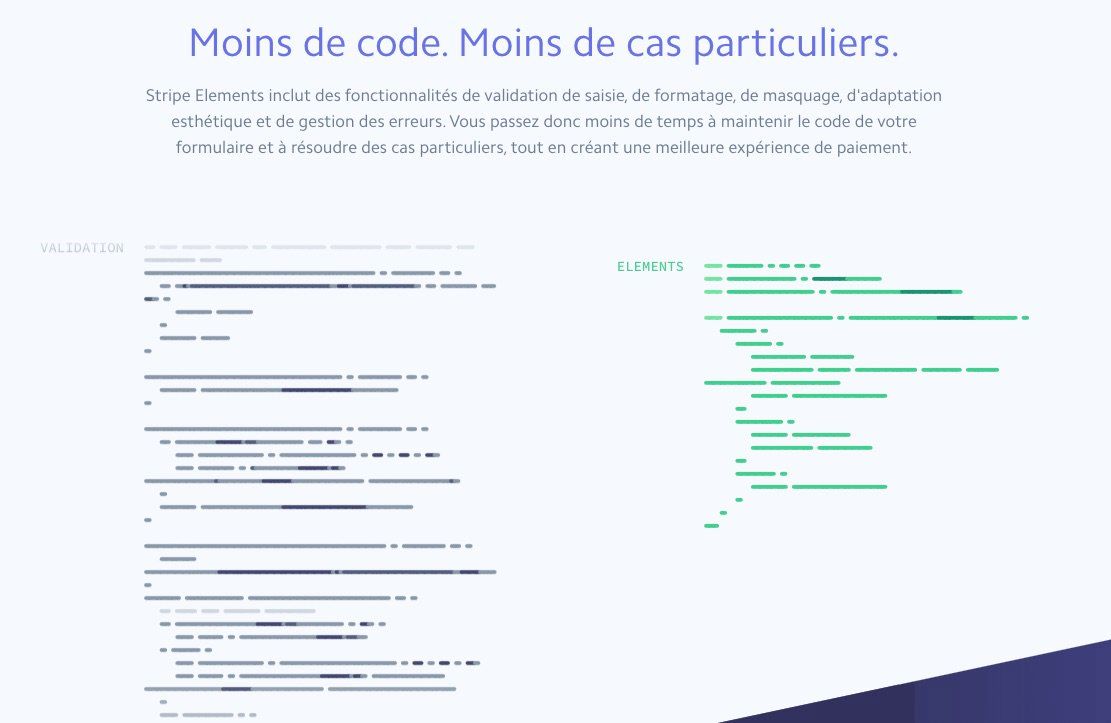 Moins de code. Moins de cas particuliers.
Stripe Elements inclut des fonctionnalités de validation de saisie, de formatage, de masquage, d'adaptation
esthétique et de gestion des erreurs. Vous passez donc moins de temps à maintenir le code de votre
formulaire et à résoudre des cas particuliers, tout en créant une meilleure expérience de paiement.
VALIDATION
ELEMENTS